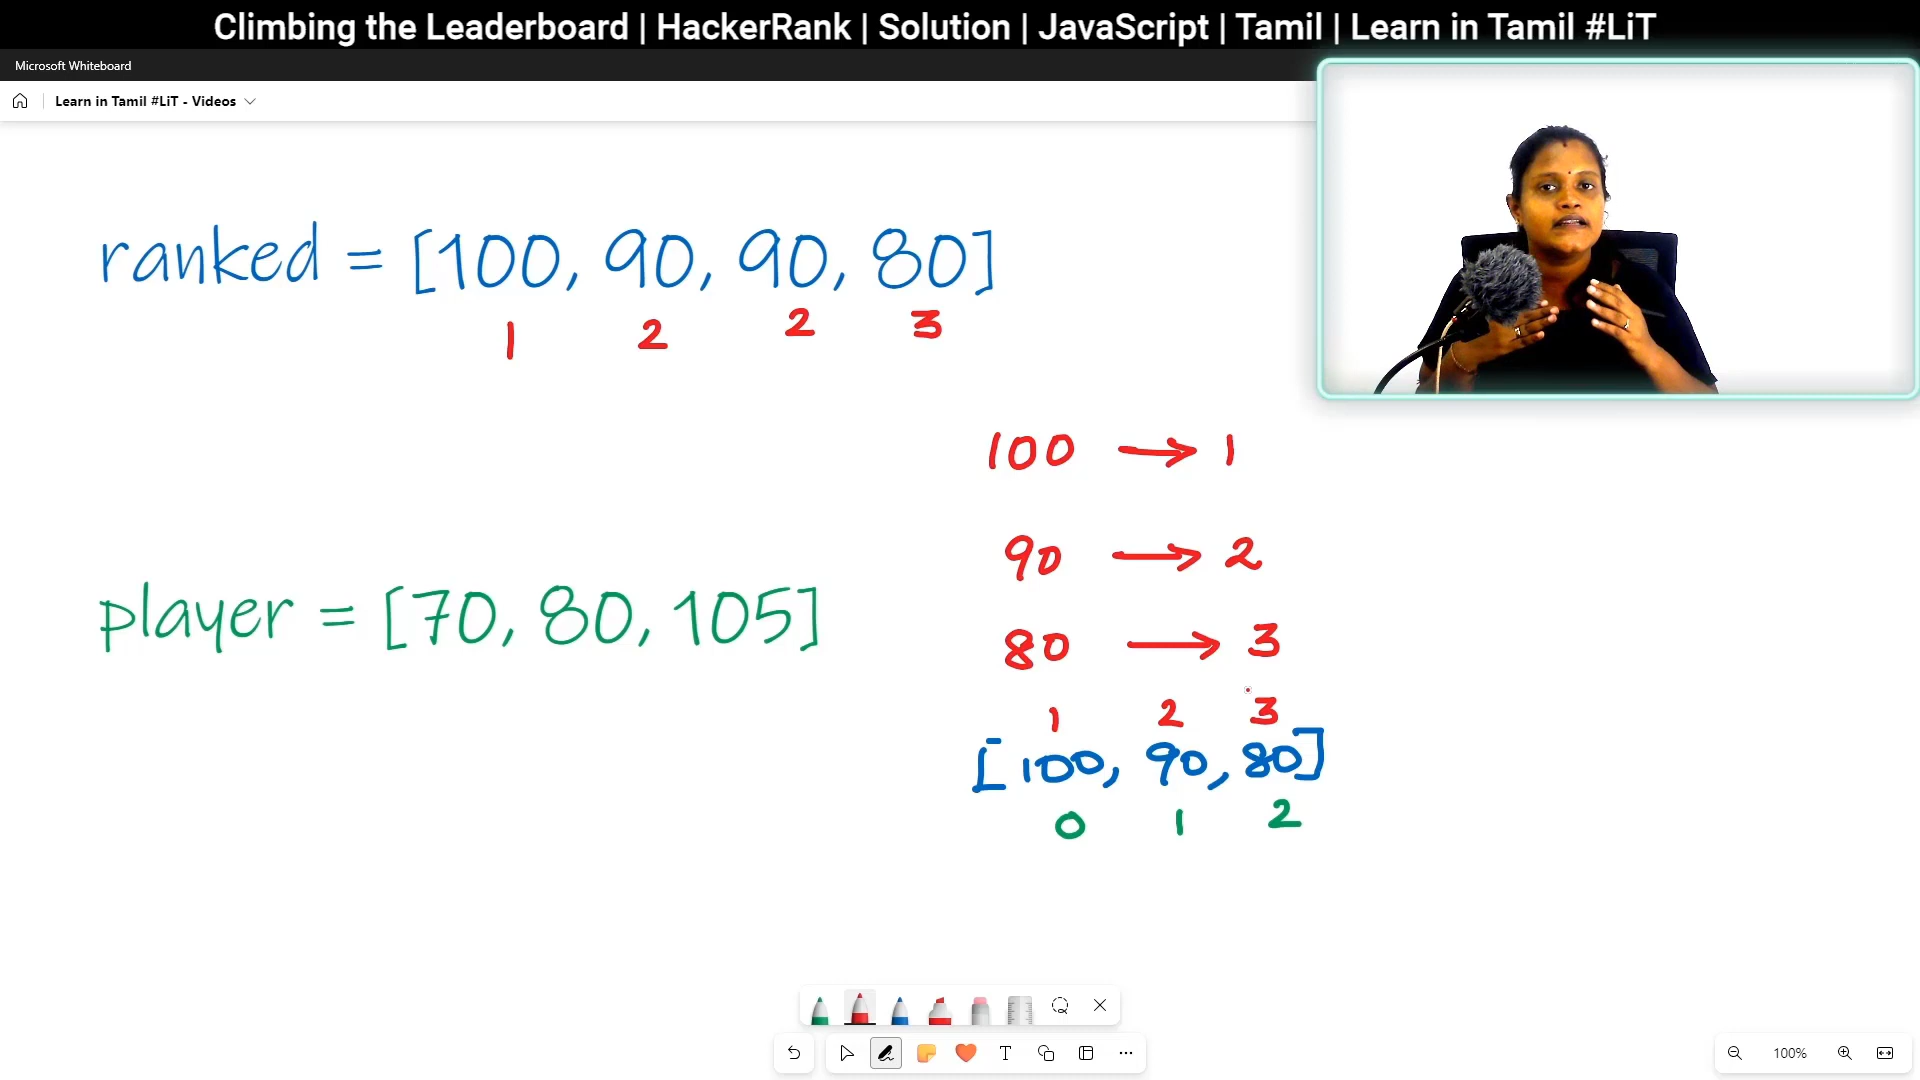 Climbing the Leaderboard | HackerRank | Solution | JavaScript | Tamil | Learn in Tamil #LiT
Microsoft Whiteboard
Learn in Tamil #LiT - Videos
ranked = [100, 90, 90, 80]
1 2 2 3
100 → 1
90 → 2
player = [70, 80, 105]
80 → 3
1 2 3
[100, 90, 80]
0 1 2
T
100%